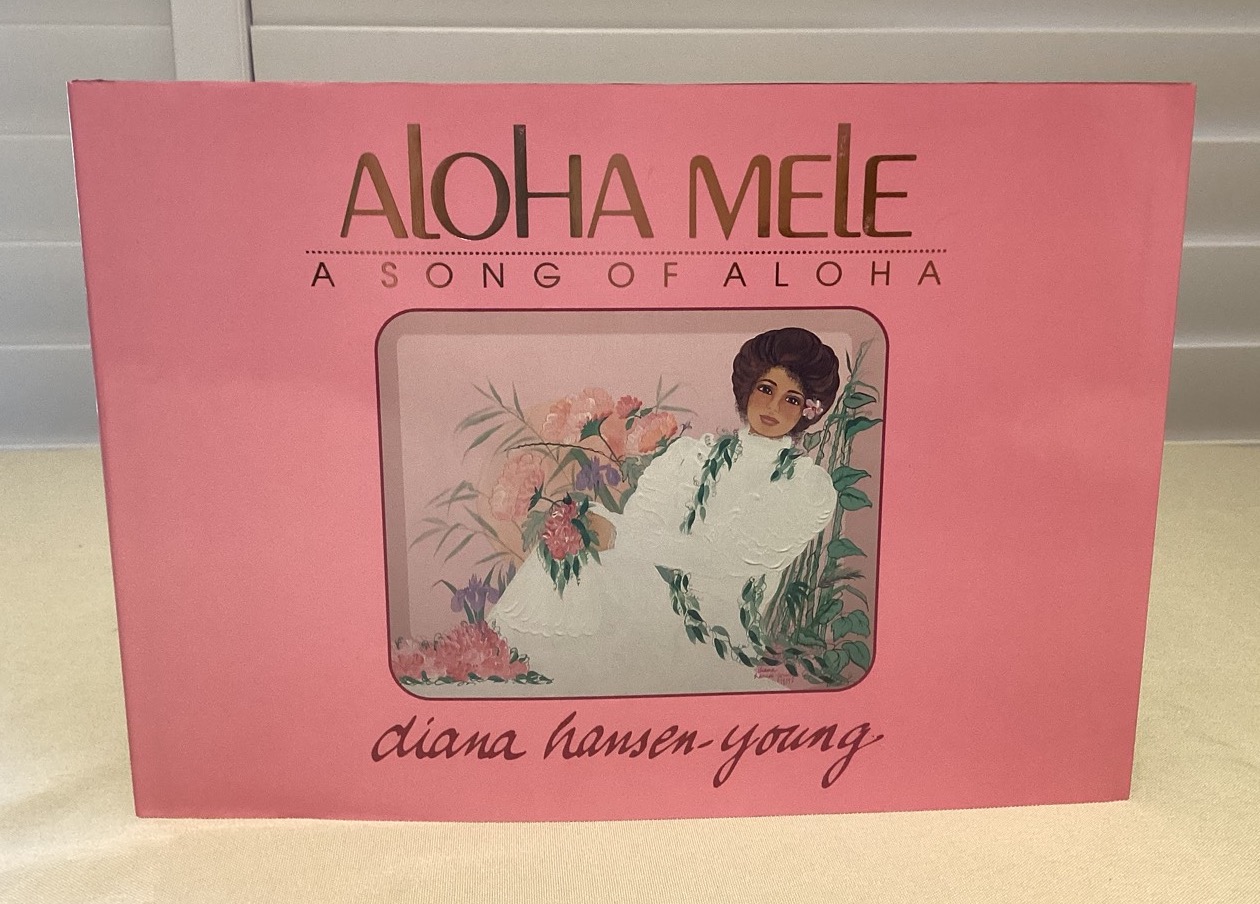 AlOHA MElE
A SONG OF ALOHA
diana hansen-young